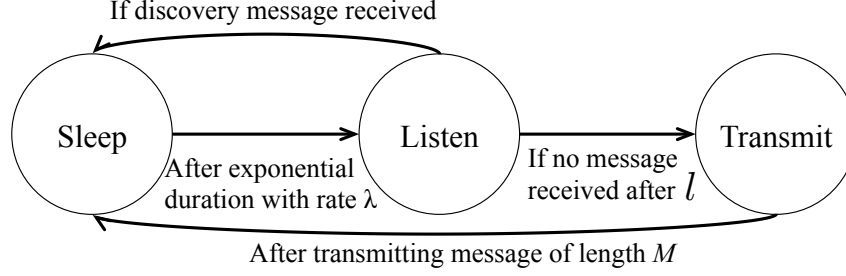 If discovery message received
Sleep
Listen
Transmit
After exponential
duration with rate λ
If no message
received after l
After transmitting message of length M